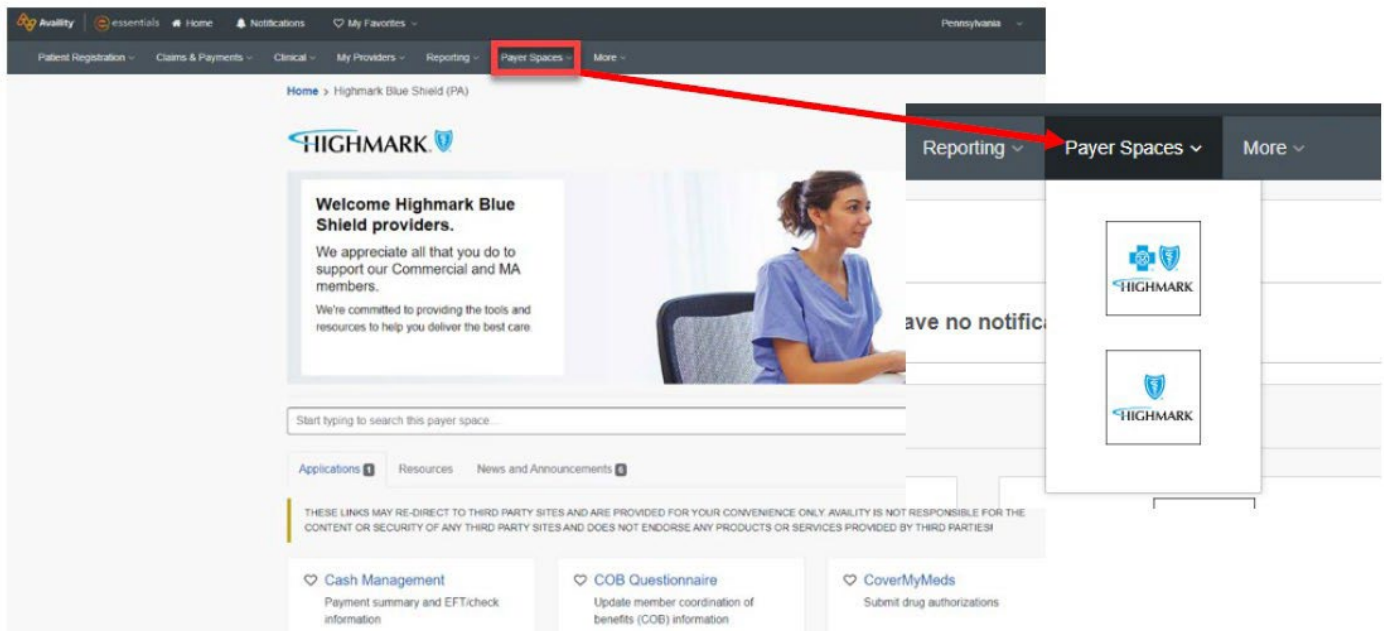 Availity essentials Home Notifications My Favorites Pennsylvania
Patient Registration Claims & Payments Clinical My Providers Reporting Payer Spaces More
Home > Highmark Blue Shield (PA)
HIGHMARK
Welcome Highmark Blue
Shield providers.
We appreciate all that you do to
support our Commercial and MA
members.
We're committed to providing the tools and
resources to help you deliver the best care.
Start typing to search this payer space...
Applications 1 Resources News and Announcements 6
THESE LINKS MAY RE-DIRECT TO THIRD PARTY SITES AND ARE PROVIDED FOR YOUR CONVENIENCE ONLY. AVAILITY IS NOT RESPONSIBLE FOR THE
CONTENT OR SECURITY OF ANY THIRD PARTY SITES AND DOES NOT ENDORSE ANY PRODUCTS OR SERVICES PROVIDED BY THIRD PARTIES!
Cash Management
Payment summary and EFT/check
information
COB Questionnaire
Update member coordination of
benefits (COB) information
CoverMyMeds
Submit drug authorizations
Reporting Payer Spaces More
HIGHMARK
ave no notifica
HIGHMARK